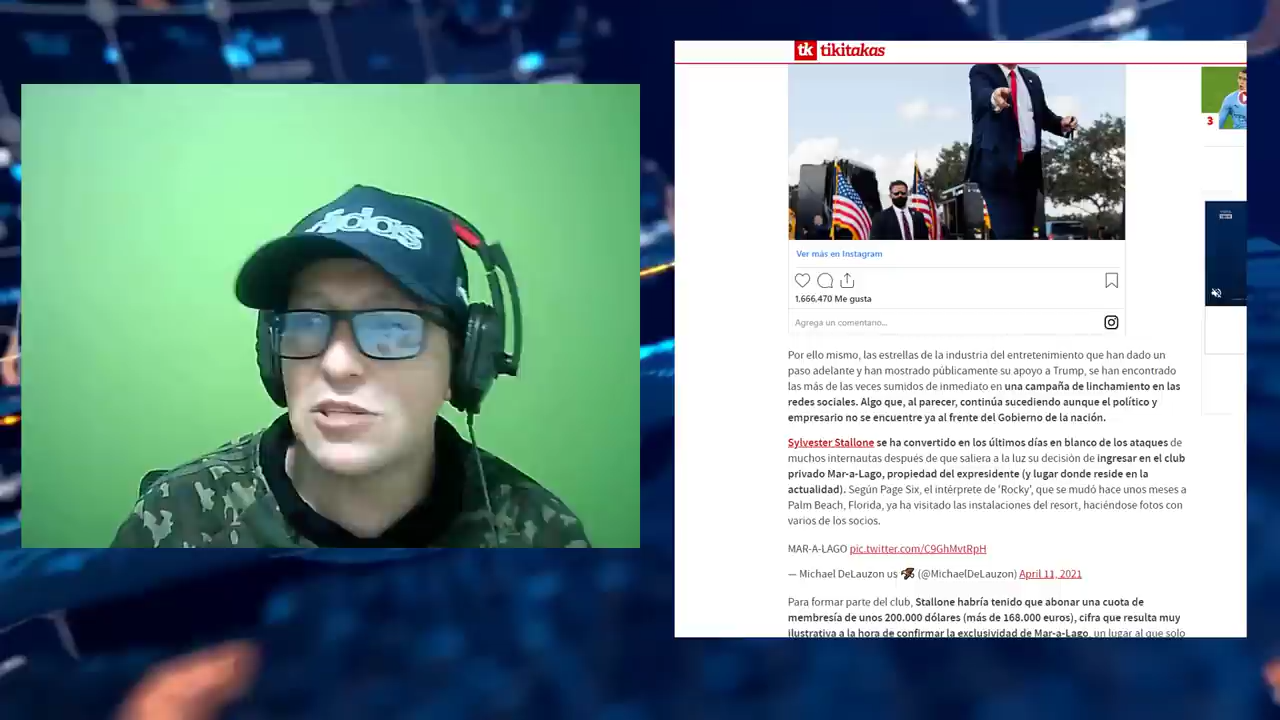 adidas
tk tikitakas
3
Ver más en Instagram
1.666,470 Me gusta
Agrega un comentario...
Por ello mismo, las estrellas de la industria del entretenimiento que han dado un
paso adelante y han mostrado públicamente su apoyo a Trump, se han encontrado
las más de las veces sumidos de inmediato en una campaña de linchamiento en las
redes sociales. Algo que, al parecer, continúa sucediendo aunque el político y
empresario no se encuentre ya al frente del Gobierno de la nación.
Sylvester Stallone se ha convertido en los últimos días en blanco de los ataques de
muchos internautas después de que saliera a la luz su decisión de ingresar en el club
privado Mar-a-Lago, propiedad del expresidente (y lugar donde reside en la
actualidad). Según Page Six, el intérprete de 'Rocky', que se mudó hace unos meses a
Palm Beach, Florida, ya ha visitado las instalaciones del resort, haciéndose fotos con
varios de los socios.
MAR-A-LAGO pic.twitter.com/C9GhMvtRpH
— Michael DeLauzon us (@MichaelDeLauzon) April 11, 2021
Para formar parte del club, Stallone habría tenido que abonar una cuota de
membresía de unos 200.000 dólares (más de 168.000 euros), cifra que resulta muy
ilustrativa a la hora de confirmar la exclusividad de Mar-a-Lago, un lugar al que solo